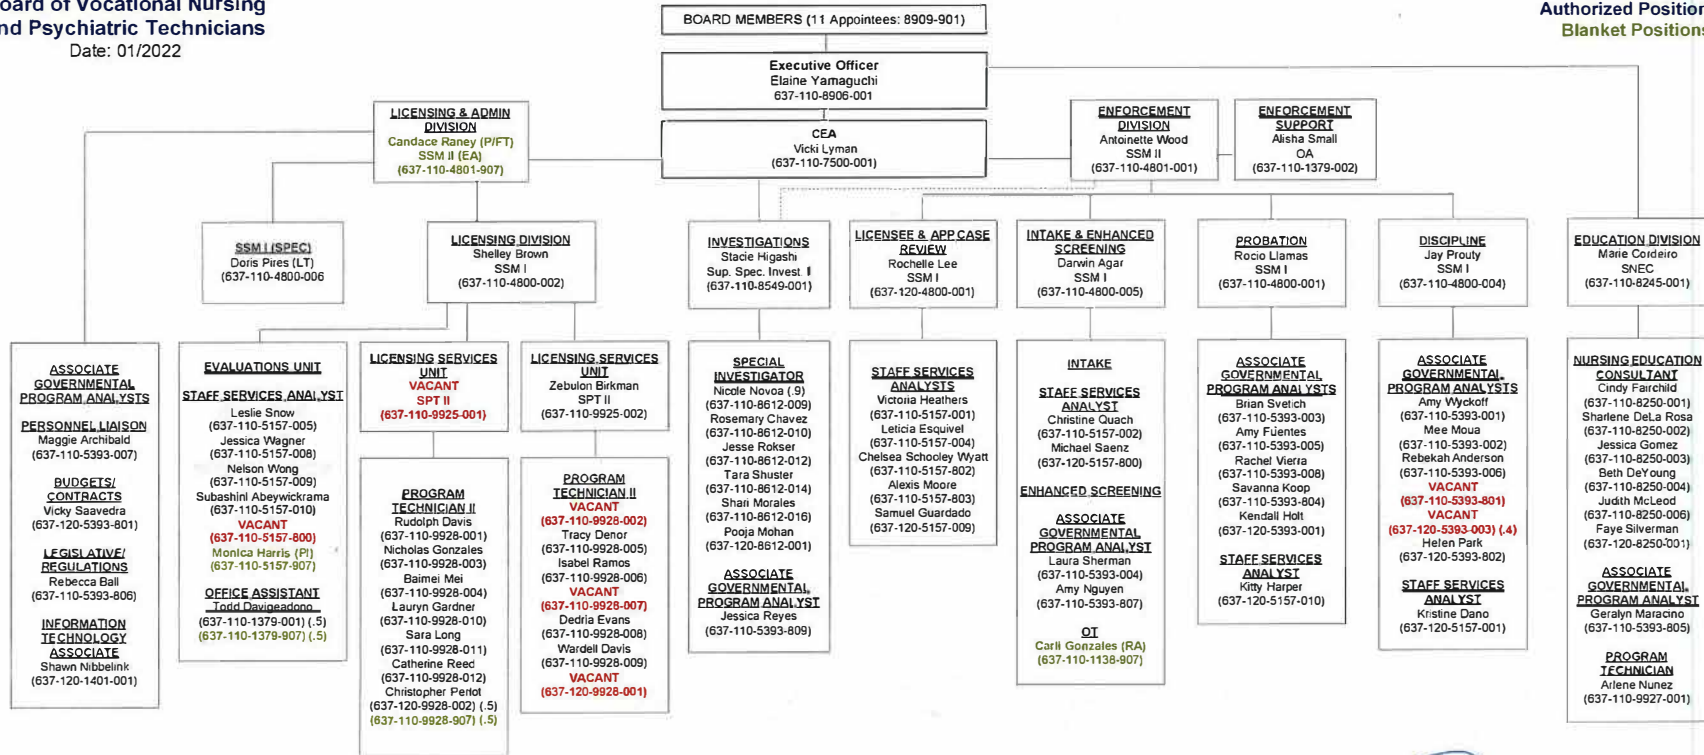 oard of Vocational Nursing
nd Psychiatric Technicians
Date: 01/2022
BOARD MEMBERS (11 Appointees: 8909-901)
Authorized Position
Blanket Positions
Executive Officer
Elaine Yamaguchi
637-110-8906-001
CEA
Vicki Lyman
(637-110-7500-001)
LICENSING & ADMIN
DIVISION
Candace Raney (P/FT)
SSM II (EA)
(637-110-4801-907)
ENFORCEMENT
DIVISION
Antoinette Wood
SSM II
(637-110-4801-001)
ENFORCEMENT
SUPPORT
Alisha Small
OA
(637-110-1379-002)
SSM I (SPEC)
Doris Pires (LT)
(637-110-4800-006
LICENSING DIVISION
Shelley Brown
SSM I
(637-110-4800-002)
INVESTIGATIONS
Stacie Higashi
Sup. Spec. Invest. I
(637-110-8549-001)
LICENSEE & APP CASE
REVIEW
Rochelle Lee
SSM I
(637-120-4800-001)
INTAKE & ENHANCED
SCREENING
Darwin Agar
SSM I
(637-110-4800-005)
PROBATION
Rocio Llamas
SSM I
(637-110-4800-001)
DISCIPLINE
Jay Prouty
SSM I
(637-110-4800-004)
EDUCATION DIVISION
Marie Cordeiro
SNEC
(637-110-8245-001)
ASSOCIATE
GOVERNMENTAL
PROGRAM ANALYSTS
PERSONNEL LIAISON
Maggie Archibald
(637-110-5393-007)
BUDGETS/
CONTRACTS
Vicky Saavedra
(637-120-5393-801)
LEGISLATIVE/
REGULATIONS
Rebecca Ball
(637-110-5393-806)
INFORMATION
TECHNOLOGY
ASSOCIATE
Shawn Nibbelink
(637-120-1401-001)
EVALUATIONS UNIT
STAFF SERVICES ANALYST
Leslie Snow
(637-110-5157-005)
Jessica Wagner
(637-110-5157-008)
Nelson Wong
(637-110-5157-009)
Subashini Abeywickrama
(637-110-5157-010)
VACANT
(637-110-5157-800)
Monica Harris (PI)
(637-110-5157-907)
OFFICE ASSISTANT
Todd Davigeadono
(637-110-1379-001) (.5)
(637-110-1379-907) (.5)
LICENSING SERVICES
UNIT
VACANT
SPT II
(637-110-9925-001)
PROGRAM
TECHNICIAN II
Rudolph Davis
(637-110-9928-001)
Nicholas Gonzales
(637-110-9928-003)
Baimei Mei
(637-110-9928-004)
Lauryn Gardner
(637-110-9928-010)
Sara Long
(637-110-9928-011)
Catherine Reed
(637-110-9928-012)
Christopher Perlot
(637-120-9928-002) (.5)
(637-110-9928-907) (.5)
LICENSING SERVICES
UNIT
Zebulon Birkman
SPT II
(637-110-9925-002)
PROGRAM
TECHNICIAN II
VACANT
(637-110-9928-002)
Tracy Denor
(637-110-9928-005)
Isabel Ramos
(637-110-9928-006)
VACANT
(637-110-9928-007)
Dedria Evans
(637-110-9928-008)
Wardell Davis
(637-110-9928-009)
VACANT
(637-120-9928-001)
SPECIAL
INVESTIGATOR
Nicole Novoa (.9)
(637-110-8612-009)
Rosemary Chavez
(637-110-8612-010)
Jesse Rokser
(637-110-8612-012)
Tara Shuster
(637-110-8612-014)
Shari Morales
(637-110-8612-016)
Pooja Mohan
(637-120-8612-001)
ASSOCIATE
GOVERNMENTAL
PROGRAM ANALYST
Jessica Reyes
(637-110-5393-809)
STAFF SERVICES
ANALYSTS
Victoria Heathers
(637-110-5157-001)
Leticia Esquivel
(637-110-5157-004)
Chelsea Schooley Wyatt
(637-110-5157-802)
Alexis Moore
(637-110-5157-803)
Samuel Guardado
(637-120-5157-009)
INTAKE
STAFF SERVICES
ANALYST
Christine Quach
(637-110-5157-002)
Michael Saenz
(637-120-5157-800)
ENHANCED SCREENING
ASSOCIATE
GOVERNMENTAL
PROGRAM ANALYST
Laura Sherman
(637-110-5393-004)
Amy Nguyen
(637-110-5393-807)
OT
Carli Gonzales (RA)
(637-110-1138-907)
ASSOCIATE
GOVERNMENTAL
PROGRAM ANALYSTS
Brian Svetich
(637-110-5393-003)
Amy Fuentes
(637-110-5393-005)
Rachel Vierra
(637-110-5393-008)
Savanna Koop
(637-110-5393-804)
Kendall Holt
(637-120-5393-001)
STAFF SERVICES
ANALYST
Kitty Harper
(637-120-5157-010)
ASSOCIATE
GOVERNMENTAL
PROGRAM ANALYSTS
Amy Wyckoff
(637-110-5393-001)
Mee Moua
(637-110-5393-002)
Rebekah Anderson
(637-110-5393-006)
VACANT
(637-110-5393-801)
VACANT
(637-120-5393-003) (.4)
Helen Park
(637-120-5393-802)
STAFF SERVICES
ANALYST
Kristine Dano
(637-120-5157-001)
NURSING EDUCATION
CONSULTANT
Cindy Fairchild
(637-110-8250-001)
Sharlene DeLa Rosa
(637-110-8250-002)
Jessica Gomez
(637-110-8250-003)
Beth DeYoung
(637-110-8250-004)
Judith McLeod
(637-110-8250-006)
Faye Silverman
(637-120-8250-001)
ASSOCIATE
GOVERNMENTAL
PROGRAM ANALYST
Geralyn Maracino
(637-110-5393-805)
PROGRAM
TECHNICIAN
Arlene Nunez
(637-110-9927-001)